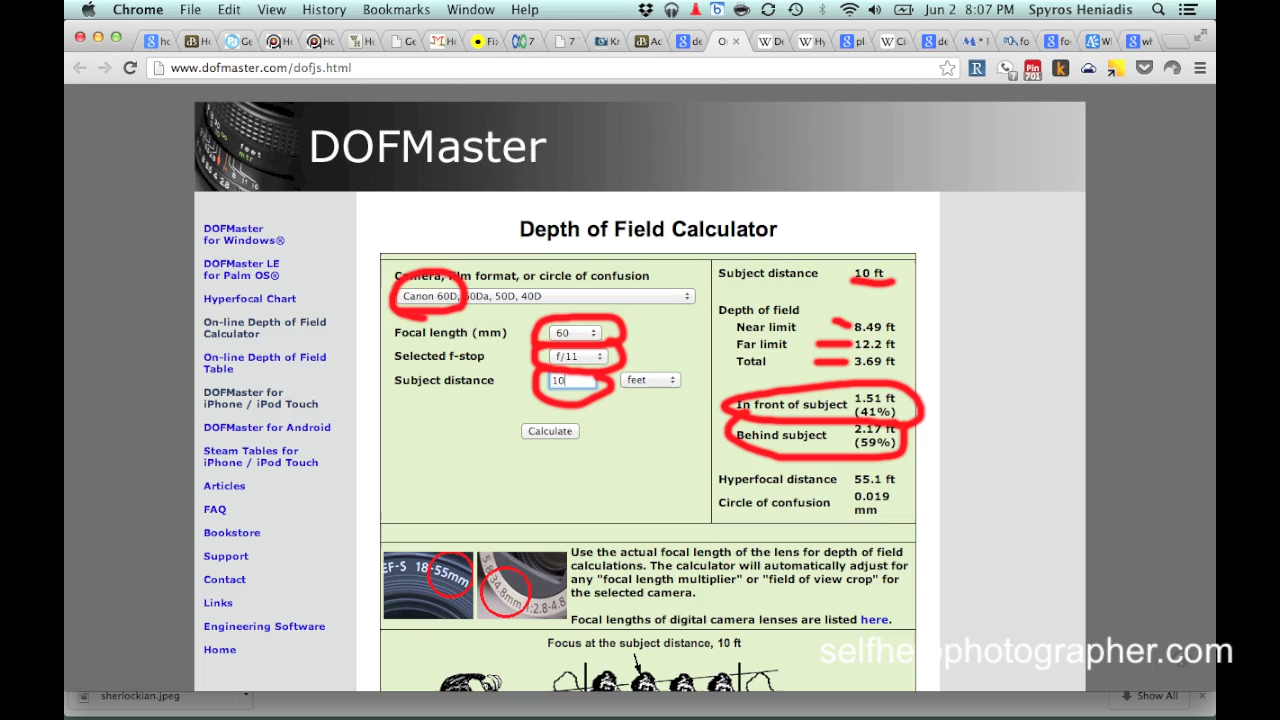 Chrome File Edit View History Bookmarks Window Help Jun 2 8:07 PM Spyros Heniadis
www.dofmaster.com/dofjs.html
DOFMaster
DOFMaster
for Windows®
DOFMaster LE
for Palm OS®
Hyperfocal Chart
On-line Depth of Field
Calculator
On-line Depth of Field
Table
DOFMaster for
iPhone / iPod Touch
DOFMaster for Android
Steam Tables for
iPhone / iPod Touch
Articles
FAQ
Bookstore
Support
Contact
Links
Engineering Software
Home
Depth of Field Calculator
Camera, film format, or circle of confusion
Canon 60D, 60Da, 50D, 40D
Focal length (mm) 60
Selected f-stop f/11
Subject distance 10 feet
Calculate
Subject distance 10 ft
Depth of field
Near limit 8.49 ft
Far limit 12.2 ft
Total 3.69 ft
In front of subject 1.51 ft
(41%)
Behind subject 2.17 ft
(59%)
Hyperfocal distance 55.1 ft
Circle of confusion 0.019
mm
EF-S 18-55mm
34.8mm 1:2.8-4.8
Use the actual focal length of the lens for depth of field
calculations. The calculator will automatically adjust for
any "focal length multiplier" or "field of view crop" for
the selected camera.
Focal lengths of digital camera lenses are listed here.
Focus at the subject distance, 10 ft
selfhelpphotographer.com
sherlockian.jpeg
Show All